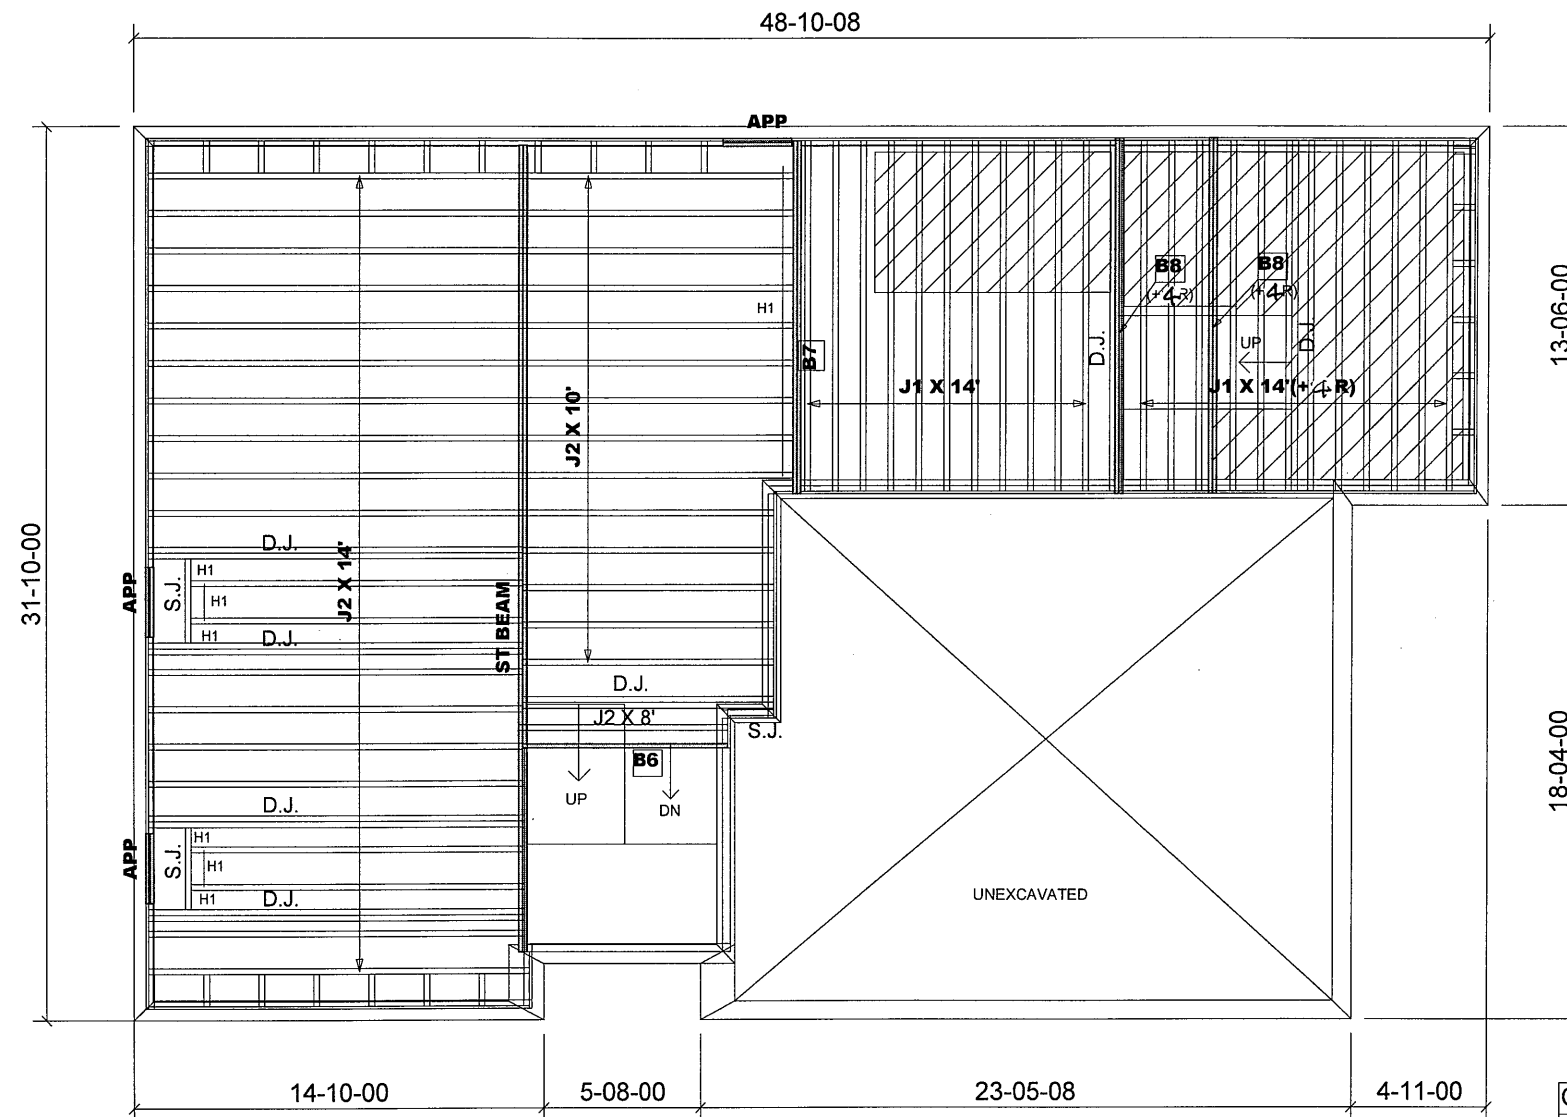 48-10-08
APP
B8
(+4R)
B8
(+4R)
13-06-00
H1
B7
D.J.
UP
D.J
J1 X 14'
J1 X 14'(+4R)
J2 X 10'
31-10-00
D.J.
H1
S.J.
H1
APP
J2 X 14'
H1
D.J.
ST BEAM
D.J.
J2 X 8'
S.J.
B6
UP
DN
18-04-00
D.J.
H1
APP
S.J.
H1
H1
D.J.
UNEXCAVATED
14-10-00
5-08-00
23-05-08
4-11-00